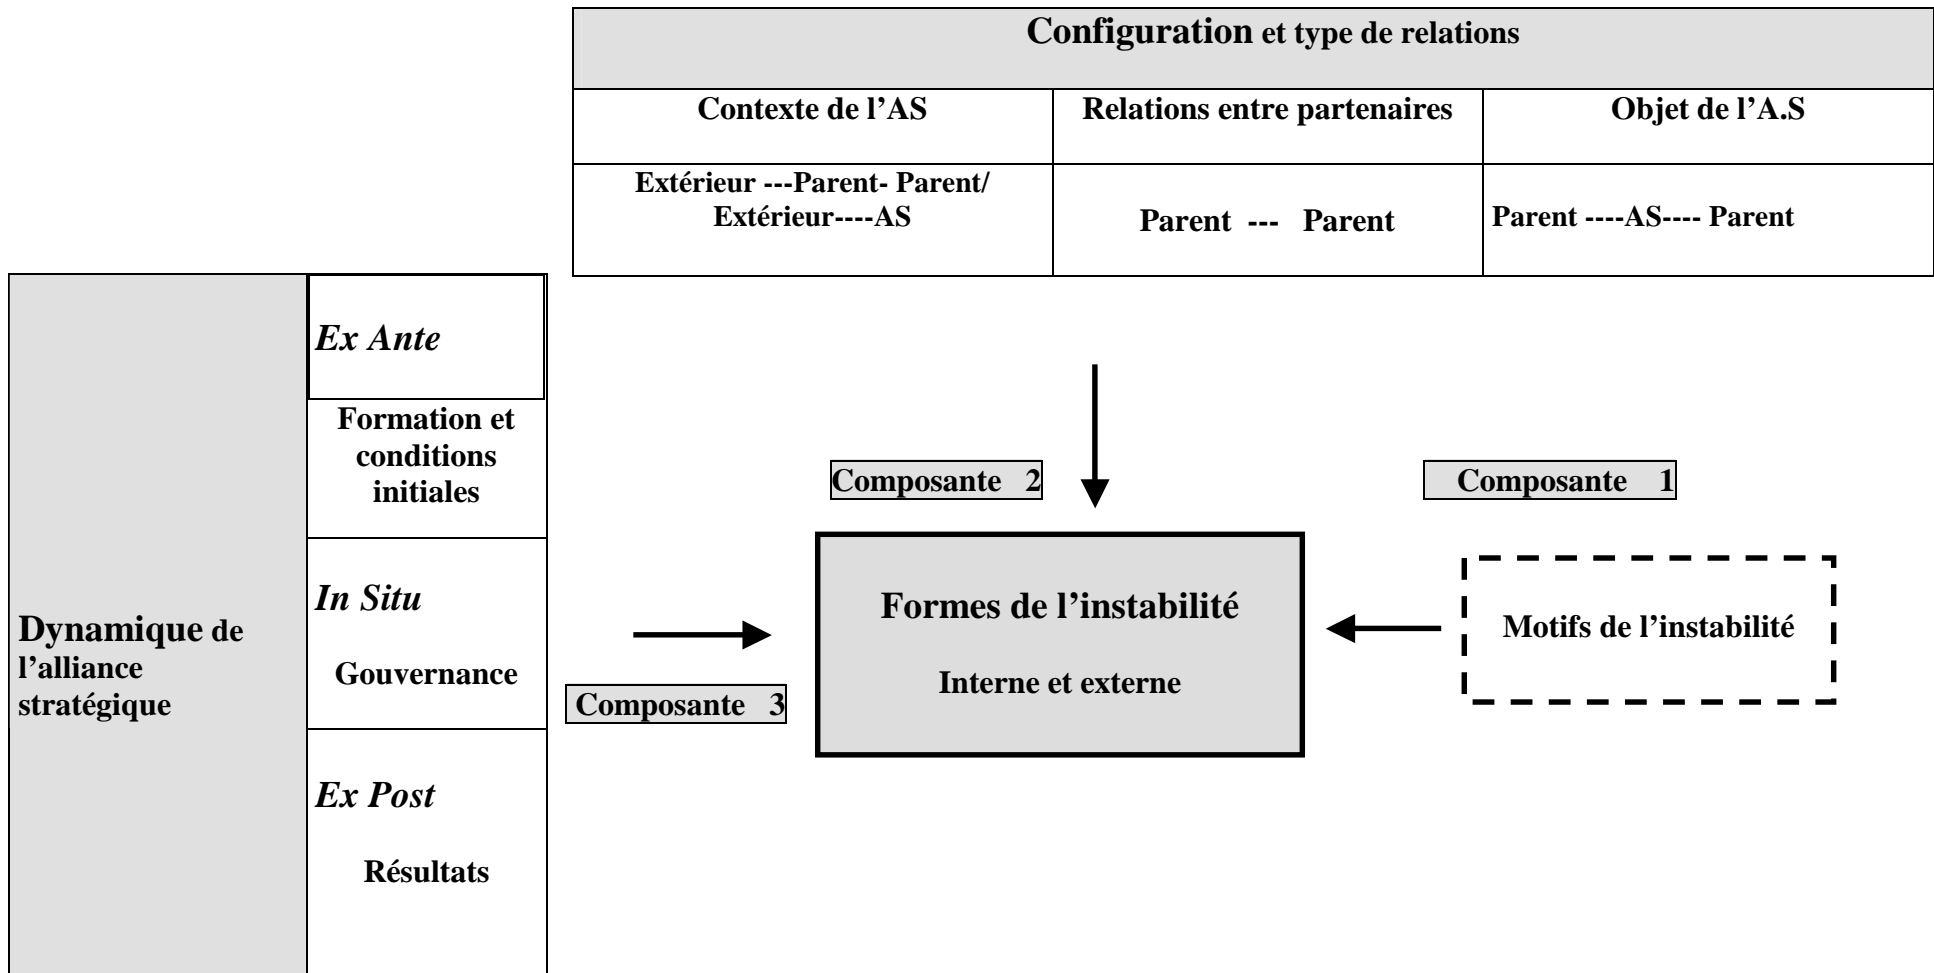 Configuration et type de relations
Contexte de l’AS
Relations entre partenaires
Objet de l’A.S
Extérieur ---Parent- Parent/
Extérieur----AS
Parent --- Parent
Parent ----AS---- Parent
Dynamique de
l’alliance
stratégique
Ex Ante
Formation et
conditions
initiales
In Situ
Gouvernance
Ex Post
Résultats
Composante 2
Composante 1
Composante 3
Formes de l’instabilité
Interne et externe
Motifs de l’instabilité